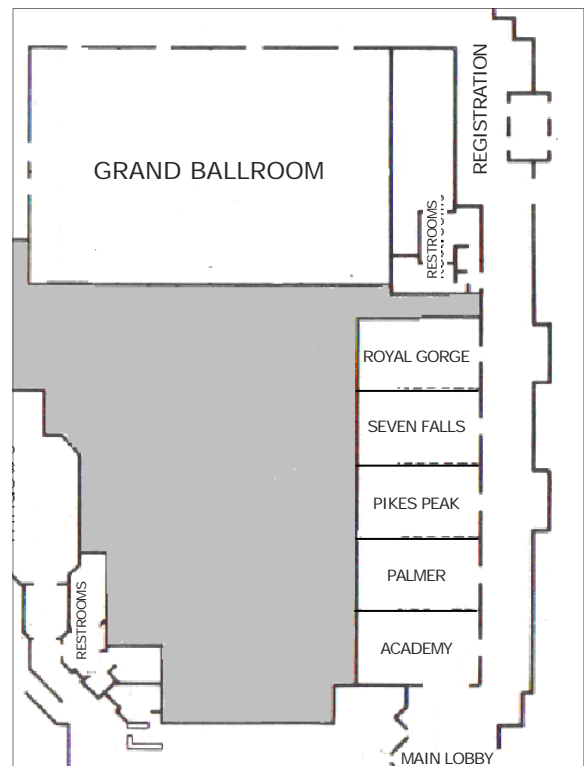 REGISTRATION
GRAND BALLROOM
RESTROOMS
ROYAL GORGE
SEVEN FALLS
PIKES PEAK
PALMER
RESTROOMS
ACADEMY
MAIN LOBBY